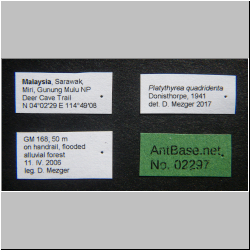 Malaysia, Sarawak,
Miri, Gunung Mulu NP
Deer Cave Trail
N 04°02'29 E 114°49'08
Platythyrea quadridenta
Donisthorpe, 1941
det. D. Mezger 2017
GM 168, 50 m
on handrail, flooded
alluvial forest
11. IV. 2005
leg. D. Mezger
AntBase.net
No. 02297